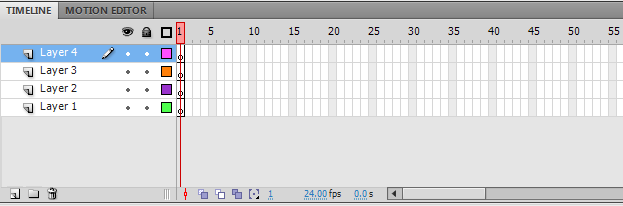 TIMELINE MOTION EDITOR
1 5 10 15 20 25 30 35 40 45 50 55
Layer 4
Layer 3
Layer 2
Layer 1
1 24.00 fps 0.0 s